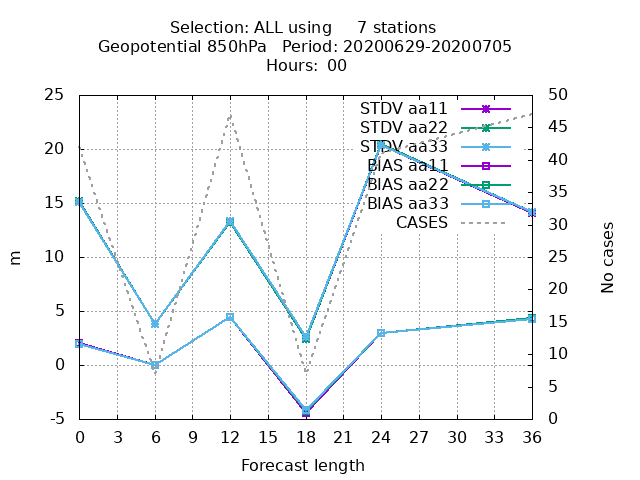 Selection: ALL using 7 stations
Geopotential 850hPa Period: 20200629-20200705
Hours: 00
25
20
15
10
5
0
-5
m
50
45
40
35
30
25
20
15
10
5
0
No cases
STDV aa11
STDV aa22
STDV aa33
BIAS aa11
BIAS aa22
BIAS aa33
CASES
0 3 6 9 12 15 18 21 24 27 30 33 36
Forecast length